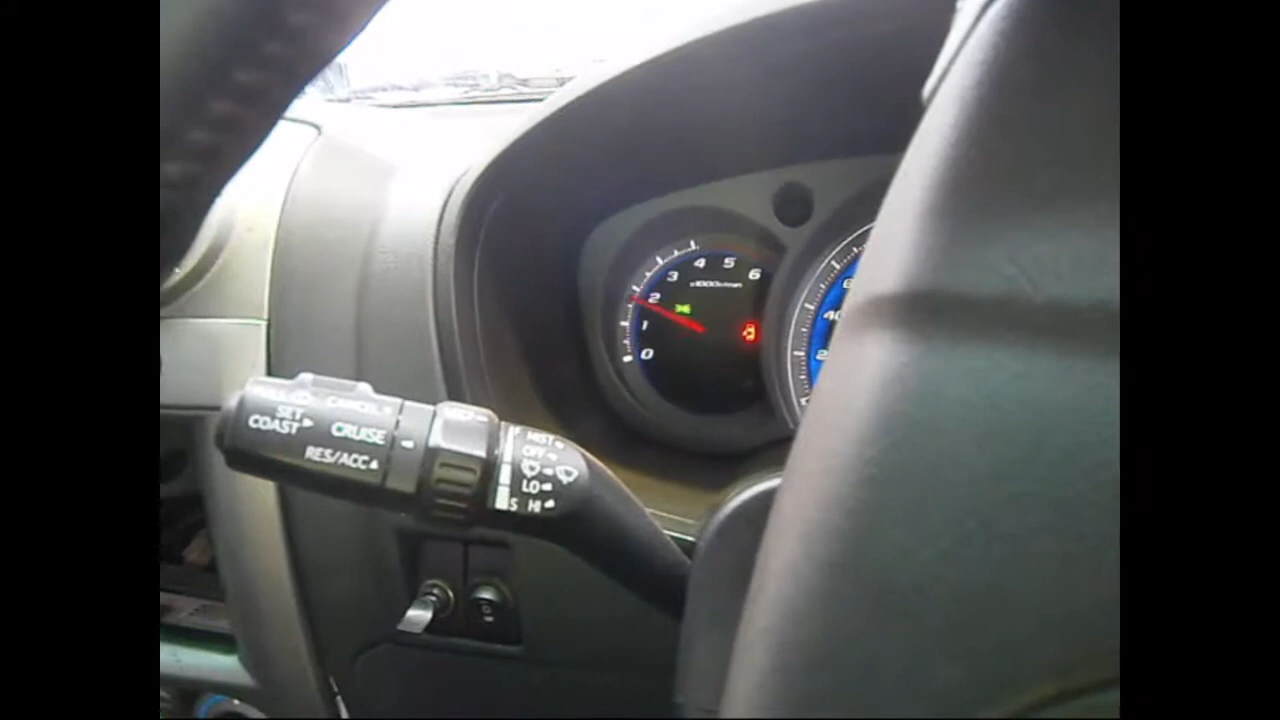 4 5
3 6
x1000r/min
2
1
0
CANCEL
SET
COAST
CRUISE
RES/ACC
MIST
OFF
LO
S HI